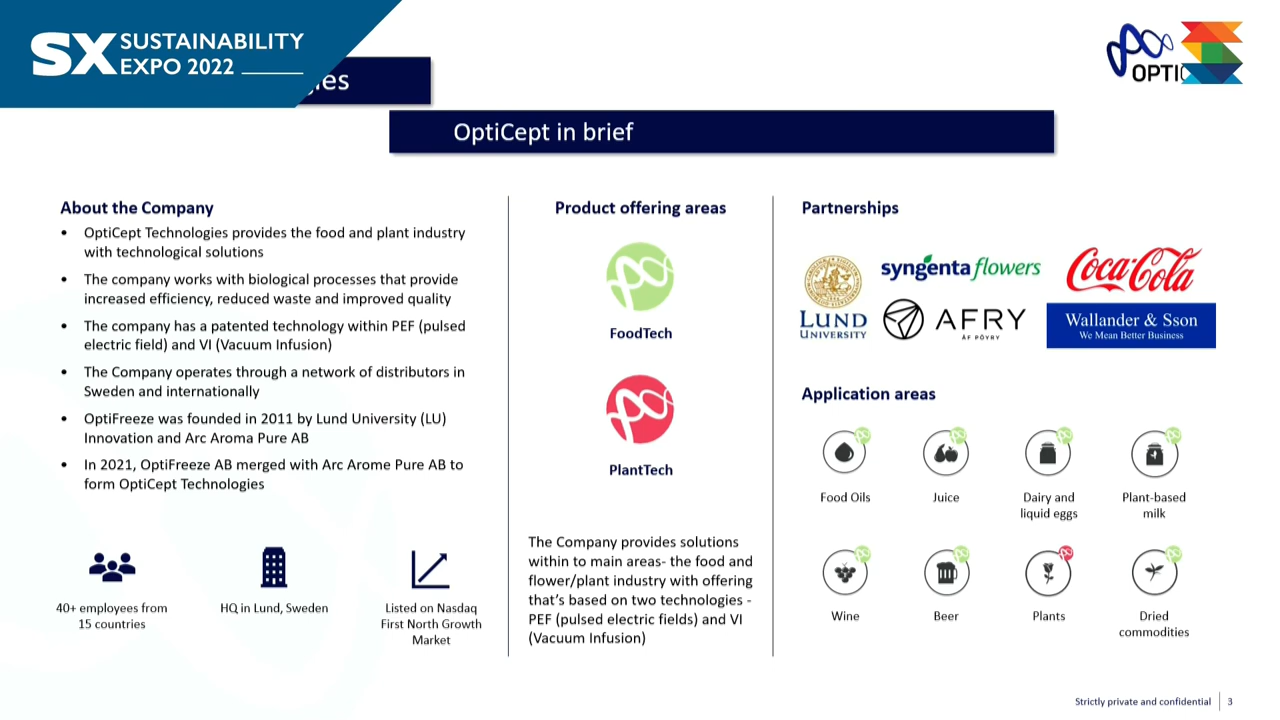 SX SUSTAINABILITY
EXPO 2022
OptiCept in brief
About the Company
• OptiCept Technologies provides the food and plant industry
with technological solutions
• The company works with biological processes that provide
increased efficiency, reduced waste and improved quality
• The company has a patented technology within PEF (pulsed
electric field) and VI (Vacuum Infusion)
• The Company operates through a network of distributors in
Sweden and internationally
• OptiFreeze was founded in 2011 by Lund University (LU)
Innovation and Arc Aroma Pure AB
• In 2021, OptiFreeze AB merged with Arc Arome Pure AB to
form OptiCept Technologies
40+ employees from
15 countries
HQ in Lund, Sweden
Listed on Nasdaq
First North Growth
Market
Product offering areas
FoodTech
PlantTech
The Company provides solutions
within to main areas- the food and
flower/plant industry with offering
that's based on two technologies -
PEF (pulsed electric fields) and VI
(Vacuum Infusion)
Partnerships
LUND
UNIVERSITY
syngenta flowers
AFRY
ÅF PÖYRY
Coca-Cola
Wallander & Sson
We Mean Better Business
Application areas
Food Oils
Juice
Dairy and
liquid eggs
Plant-based
milk
Wine
Beer
Plants
Dried
commodities
Strictly private and confidential
3